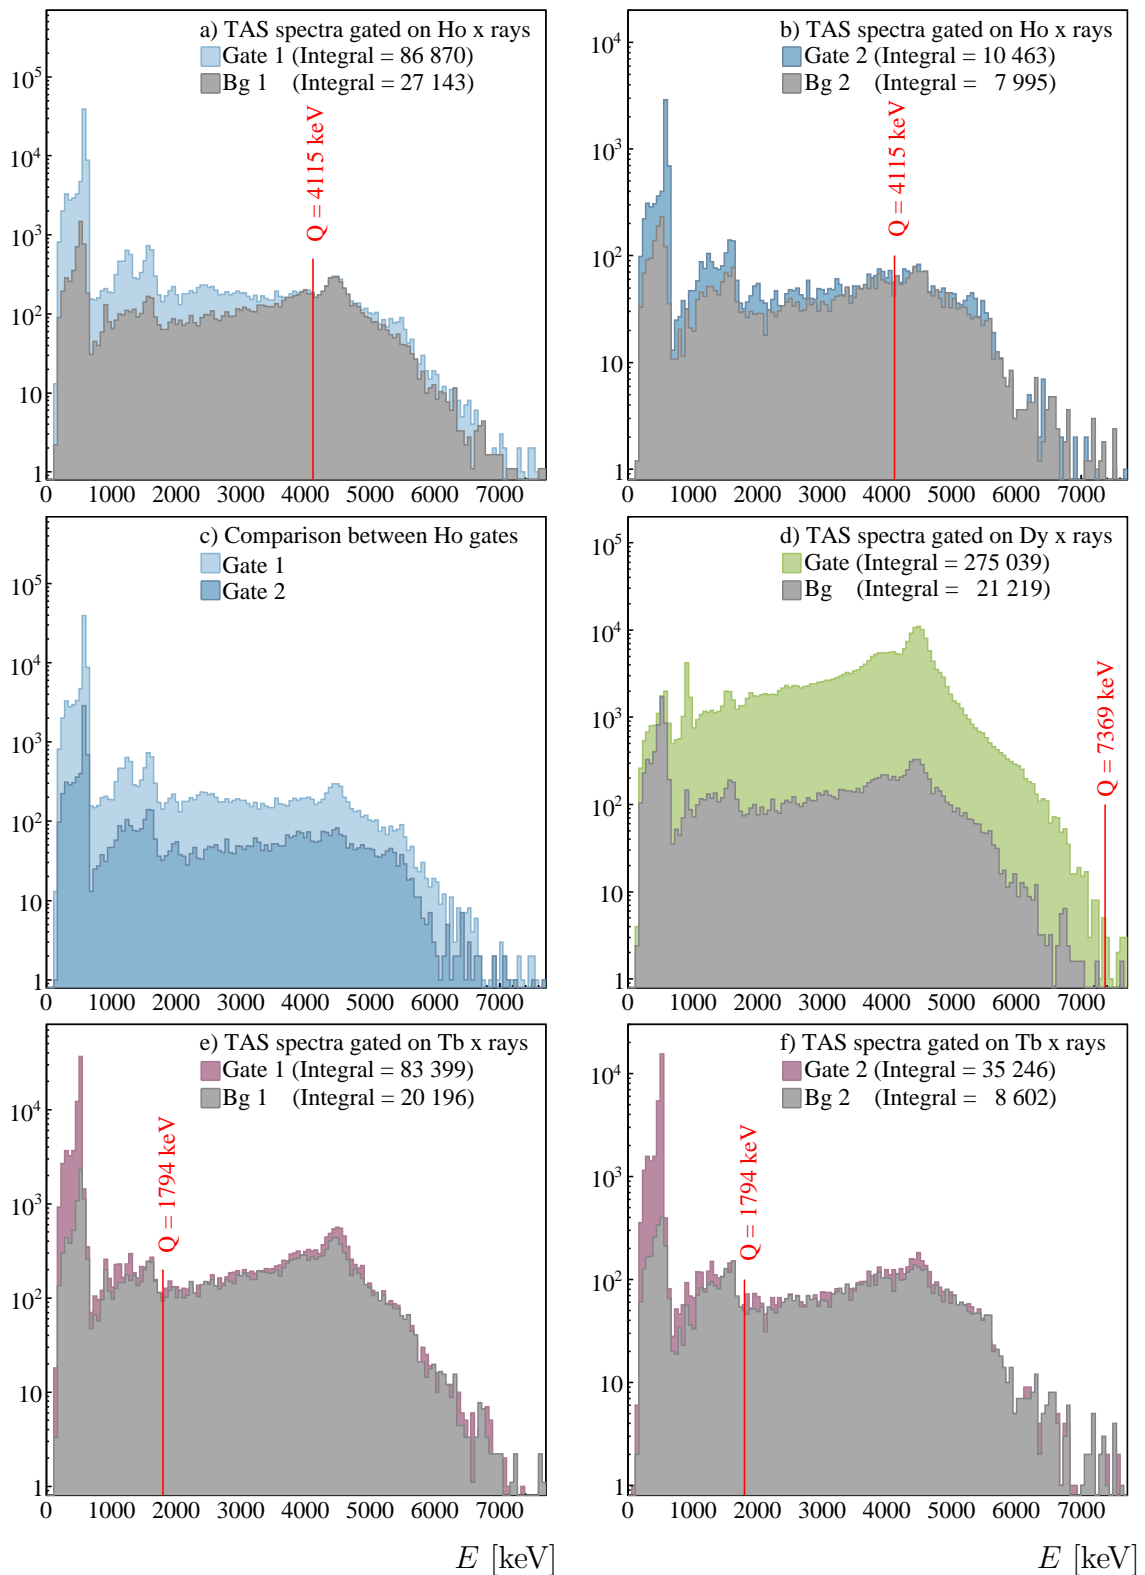 a) TAS spectra gated on Ho x rays
Gate 1 (Integral = 86 870)
Bg 1 (Integral = 27 143)
Q = 4115 keV
10^5
10^4
10^3
10^2
10
1
0 1000 2000 3000 4000 5000 6000 7000
b) TAS spectra gated on Ho x rays
Gate 2 (Integral = 10 463)
Bg 2 (Integral = 7 995)
Q = 4115 keV
10^4
10^3
10^2
10
1
0 1000 2000 3000 4000 5000 6000 7000
c) Comparison between Ho gates
Gate 1
Gate 2
10^5
10^4
10^3
10^2
10
1
0 1000 2000 3000 4000 5000 6000 7000
d) TAS spectra gated on Dy x rays
Gate (Integral = 275 039)
Bg (Integral = 21 219)
Q = 7369 keV
10^5
10^4
10^3
10^2
10
1
0 1000 2000 3000 4000 5000 6000 7000
e) TAS spectra gated on Tb x rays
Gate 1 (Integral = 83 399)
Bg 1 (Integral = 20 196)
Q = 1794 keV
10^4
10^3
10^2
10
1
0 1000 2000 3000 4000 5000 6000 7000
E [keV]
f) TAS spectra gated on Tb x rays
Gate 2 (Integral = 35 246)
Bg 2 (Integral = 8 602)
Q = 1794 keV
10^4
10^3
10^2
10
1
0 1000 2000 3000 4000 5000 6000 7000
E [keV]